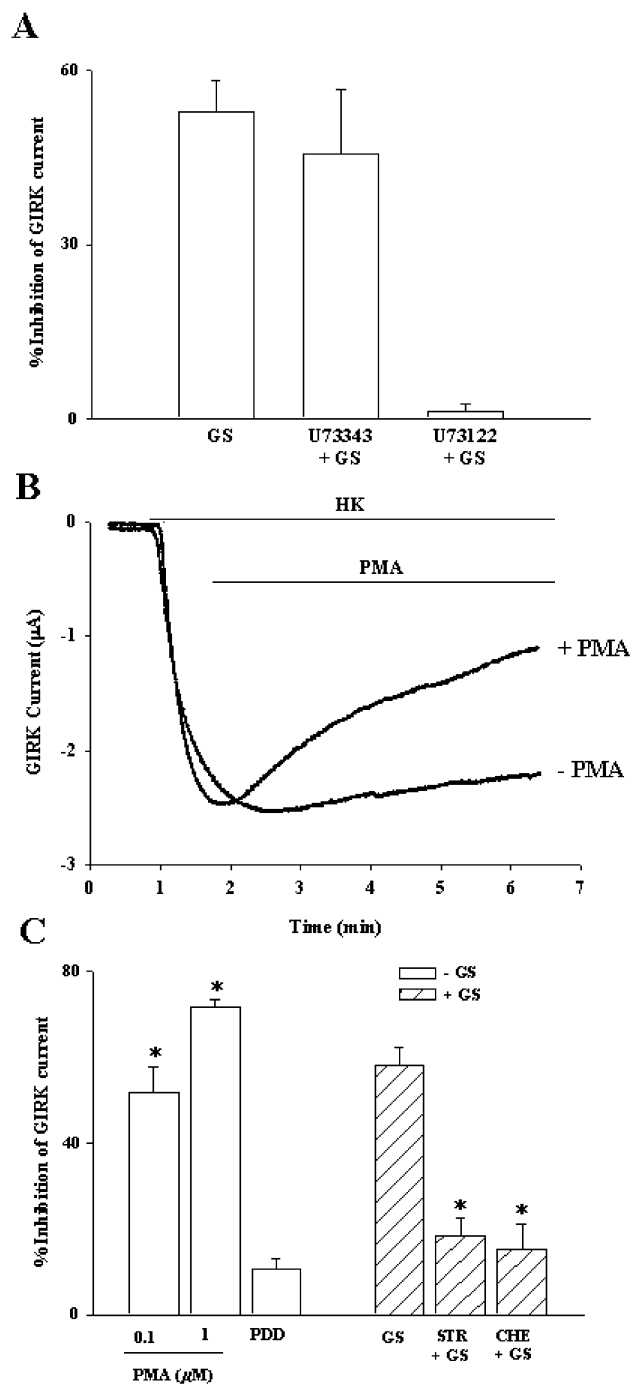 A
60
30
0
%Inhibition of GIRK current
GS
U73343
+ GS
U73122
+ GS
B
HK
PMA
0
-1
-2
-3
GIRK Current (µA)
+ PMA
- PMA
0 1 2 3 4 5 6 7
Time (min)
C
- GS
+ GS
80
40
0
%Inhibition of GIRK current
*
*
*
*
0.1 1 PDD
PMA (µM)
GS
STR
+ GS
CHE
+ GS